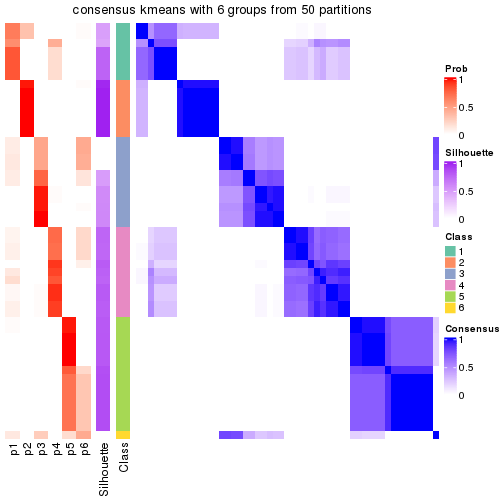 consensus kmeans with 6 groups from 50 partitions
Prob
1
0.5
0
Silhouette
1
0.5
0
Class
1
2
3
4
5
6
Consensus
1
0.5
0
p1
p2
p3
p4
p5
p6
Silhouette
Class